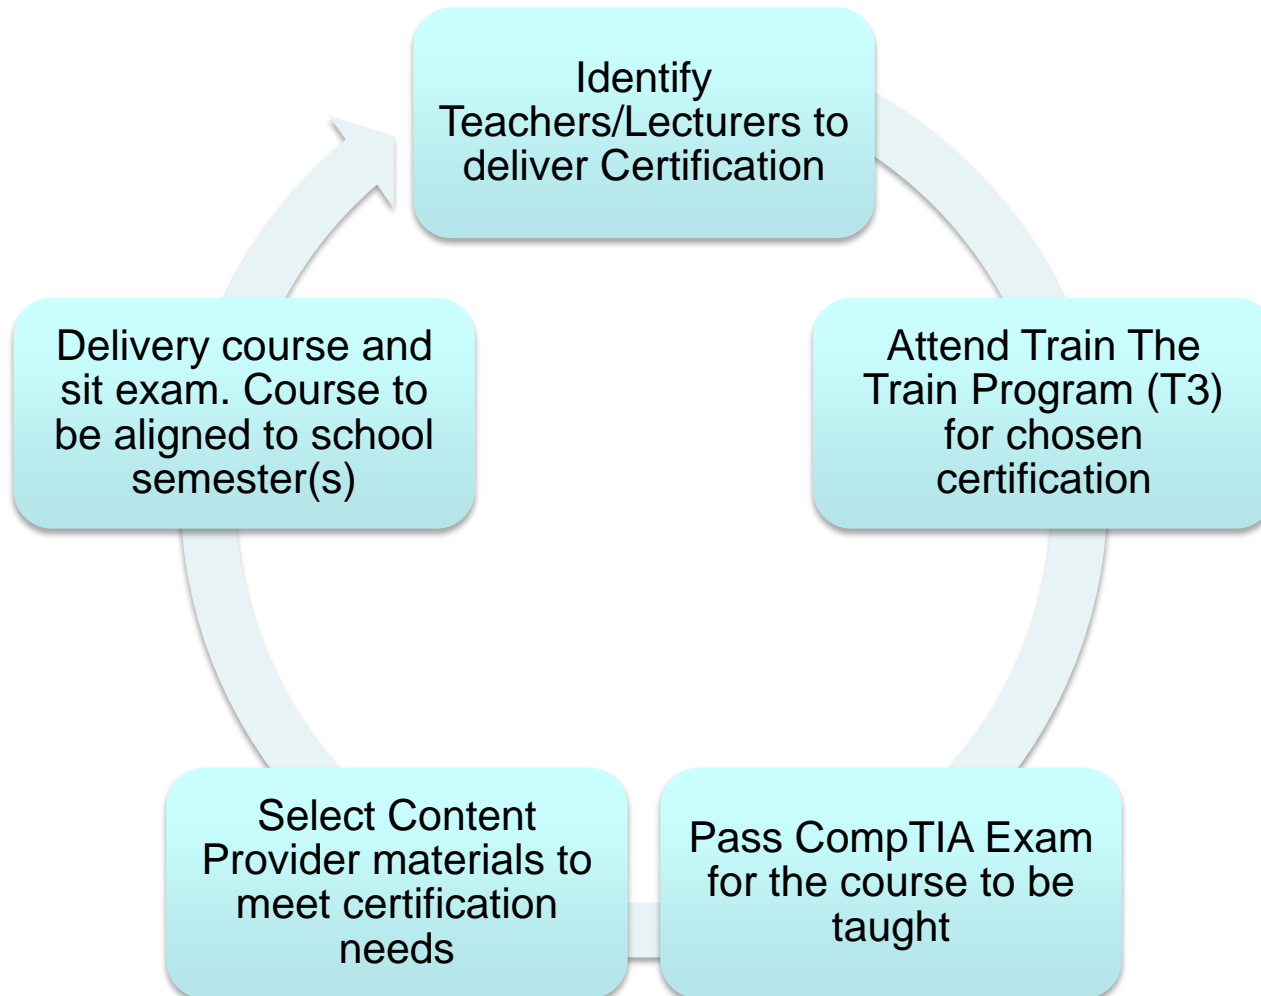 Identify
Teachers/Lecturers to
deliver Certification
Attend Train The
Train Program (T3)
for chosen
certification
Pass CompTIA Exam
for the course to be
taught
Select Content
Provider materials to
meet certification
needs
Delivery course and
sit exam. Course to
be aligned to school
semester(s)